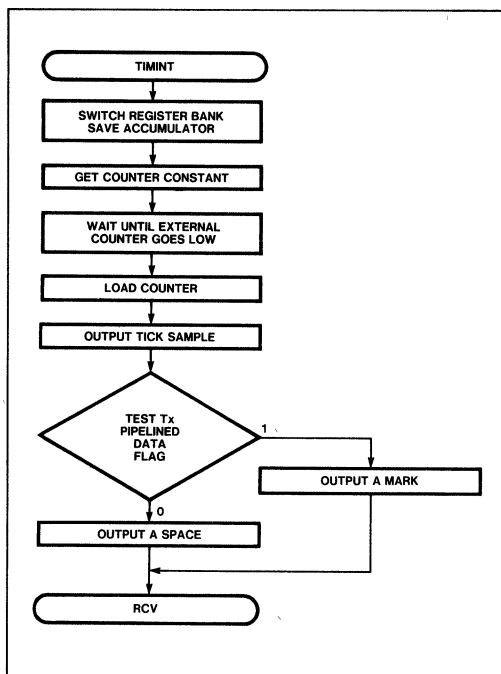 TIMINT
SWITCH REGISTER BANK
SAVE ACCUMULATOR
GET COUNTER CONSTANT
WAIT UNTIL EXTERNAL
COUNTER GOES LOW
LOAD COUNTER
OUTPUT TICK SAMPLE
TEST Tx
PIPELINED
DATA
FLAG
1
OUTPUT A MARK
0
OUTPUT A SPACE
RCV